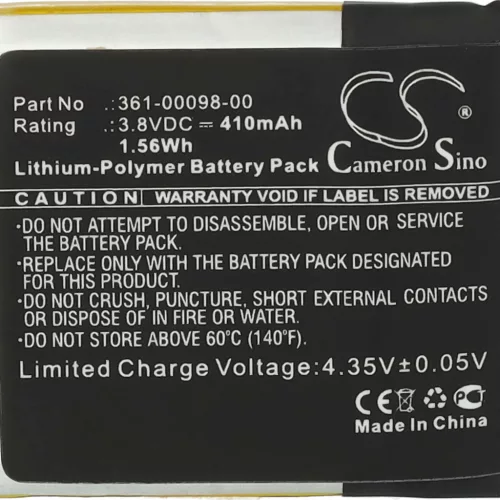 Part No .: 361-00098-00
Rating .: 3.8VDC ⎓ 410mAh
1.56Wh
Lithium-Polymer Battery Pack
CS ®
Cameron Sino
CAUTION WARRANTY VOID IF LABEL IS REMOVED
•DO NOT ATTEMPT TO DISASSEMBLE, OPEN OR SERVICE
THE BATTERY PACK.
•REPLACE ONLY WITH THE BATTERY PACK DESIGNATED
FOR THIS PRODUCT.
•DO NOT CRUSH, PUNCTURE, SHORT EXTERNAL CONTACTS
OR DISPOSE OF IN FIRE.
•DO NOT STORE ABOVE 60°C (140°F).
Limited Charge Voltage:4.35V±0.05V
CE
Made In China